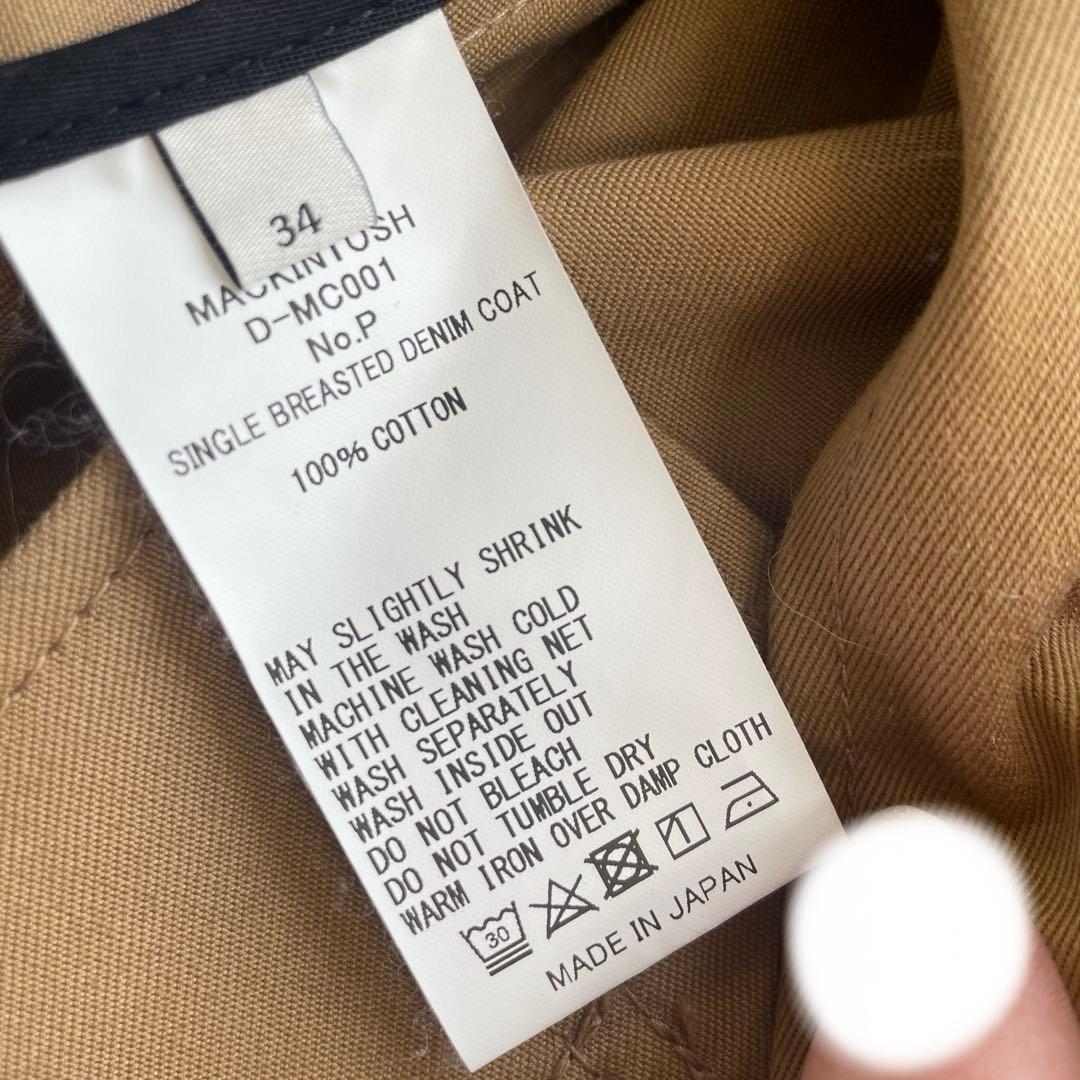 34
MACKINTOSH
D-MC001
No.P
SINGLE BREASTED DENIM COAT
100% COTTON
MAY SLIGHTLY SHRINK
IN THE WASH
MACHINE WASH COLD
WITH CLEANING NET
WASH SEPARATELY
WASH INSIDE OUT
DO NOT BLEACH
DO NOT TUMBLE DRY
WARM IRON OVER DAMP CLOTH
30
MADE IN JAPAN